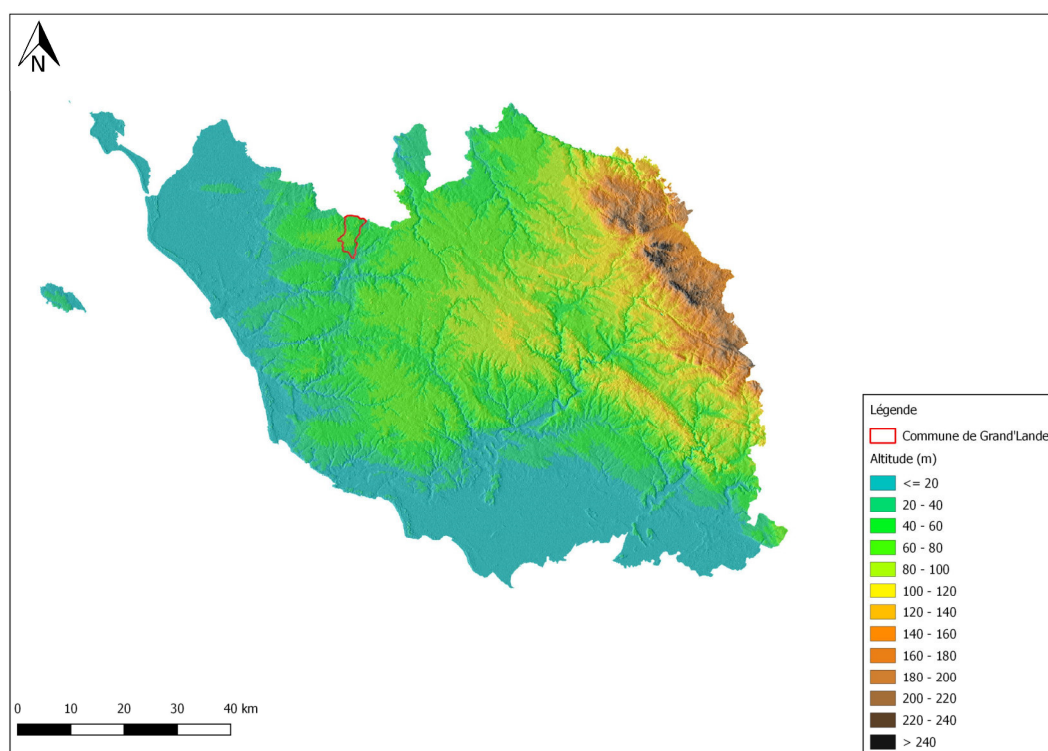 N
Légende
Commune de Grand'Lande
Altitude (m)
<= 20
20 - 40
40 - 60
60 - 80
80 - 100
100 - 120
120 - 140
140 - 160
160 - 180
180 - 200
200 - 220
220 - 240
> 240
0 10 20 30 40 km